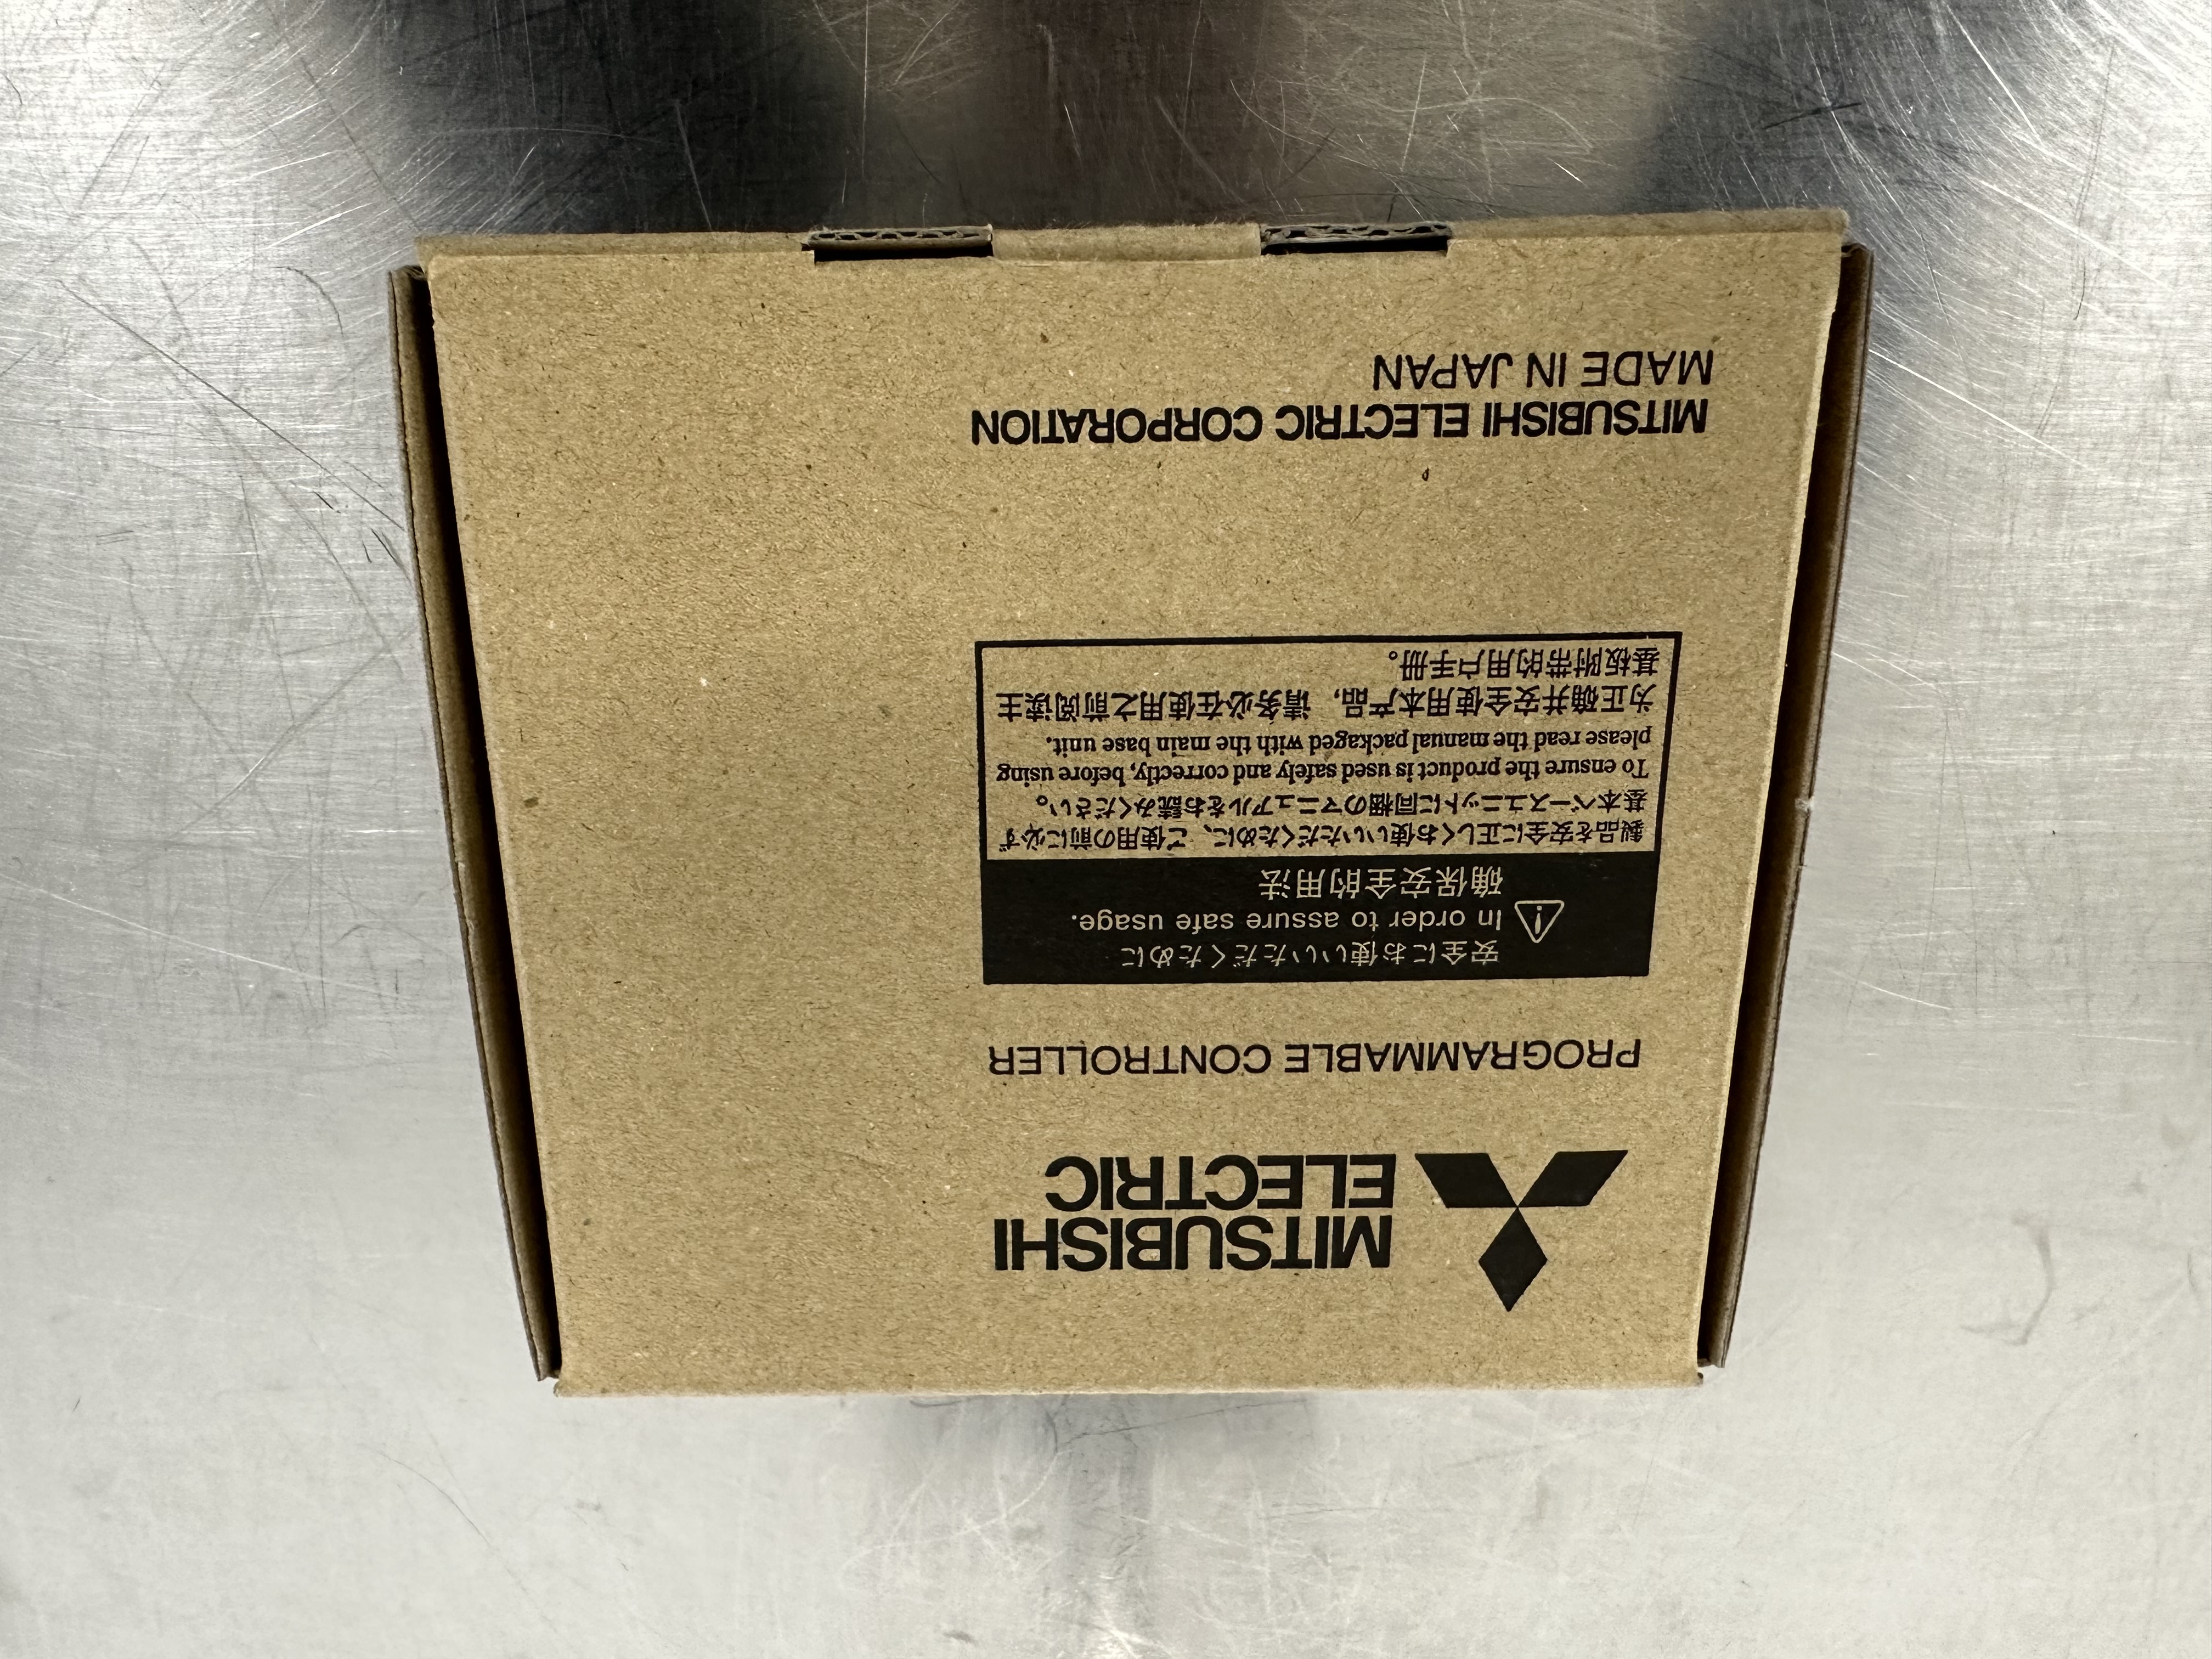 MITSUBISHI
ELECTRIC
PROGRAMMABLE CONTROLLER
安全にお使いいただくために
In order to assure safe usage.
确保安全的用法
製品を安全に正しくお使いいただくために、ご使用の前に必ず
基本ベースユニットに同梱のマニュアルをお読みください。
To ensure the product is used safely and correctly, before using
please read the manual packaged with the main base unit.
为正确并安全使用本产品，请务必在使用之前阅读主
基板附带的用户手册。
MITSUBISHI ELECTRIC CORPORATION
MADE IN JAPAN